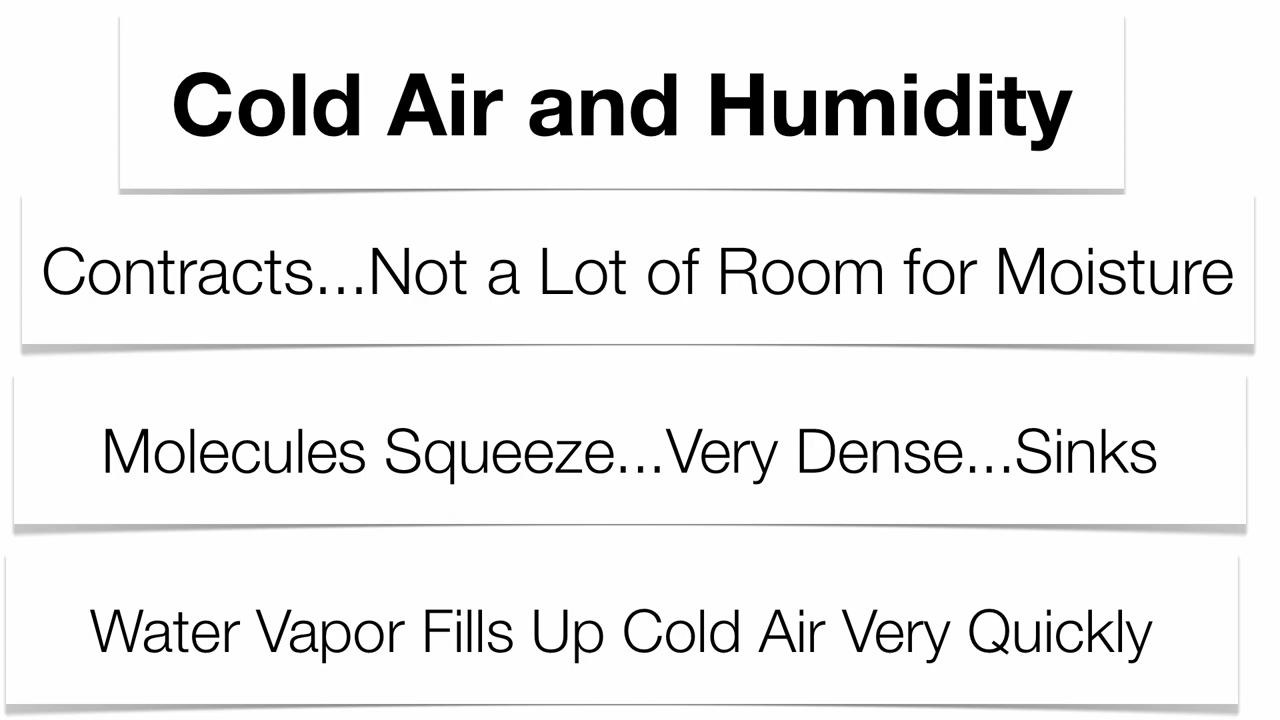 Cold Air and Humidity
Contracts...Not a Lot of Room for Moisture
Molecules Squeeze...Very Dense...Sinks
Water Vapor Fills Up Cold Air Very Quickly